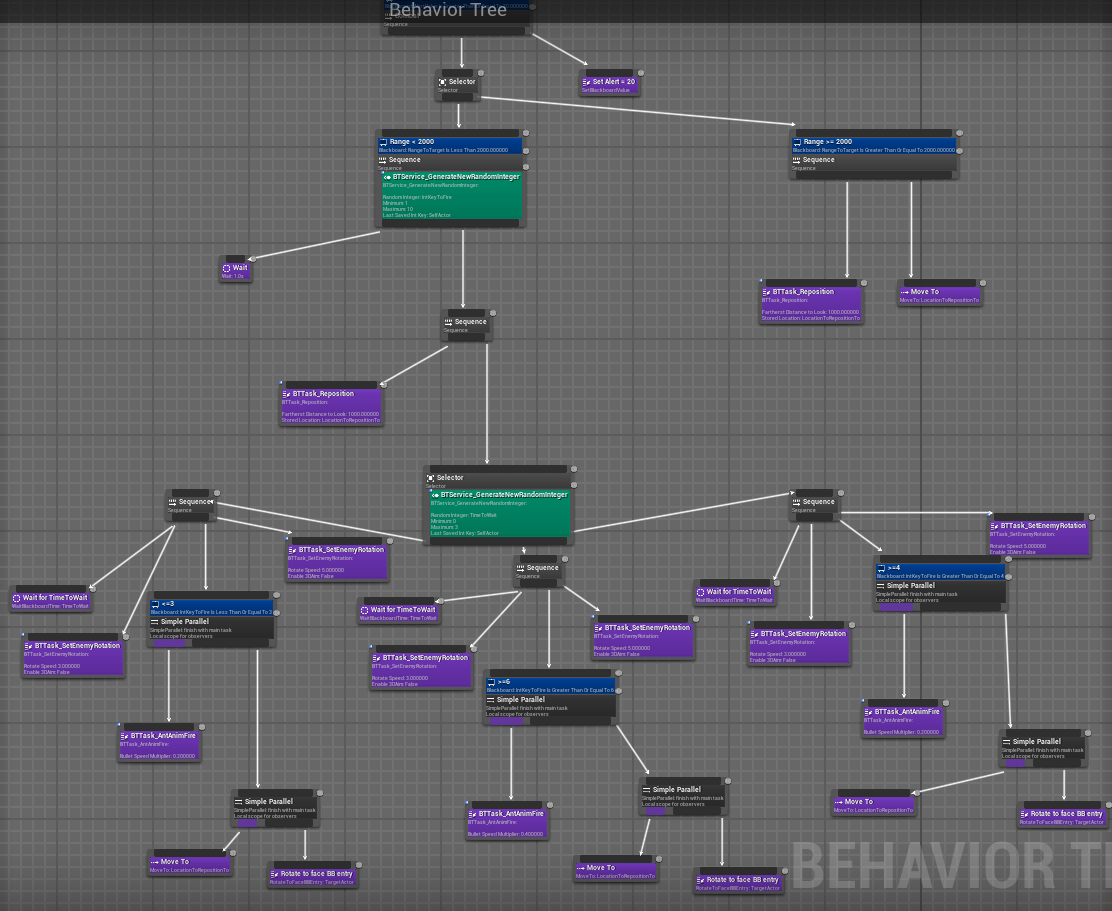 Behavior Tree
Sequence
Selector
Selector
Set Alert = 20
SetBlackboardValue
Range < 2000
Blackboard: RangeToTarget is Less Than 2000.000000
Sequence
Sequence
BTService_GenerateNewRandomInteger
BTService_GenerateNewRandomInteger:
Random Integer: IntKeyToFire
Minimum: 1
Maximum: 10
Last Saved Int Key: SelfActor
Range >= 2000
Blackboard: RangeToTarget is Greater Than Or Equal To 2000.000000
Sequence
Sequence
Wait
Wait: 1.0s
BTTask_Reposition
BTTask_Reposition:
Fartherst Distance to Look: 1000.000000
Stored Location: LocationToRepositionTo
Move To
MoveTo: LocationToRepositionTo
Sequence
Sequence
BTTask_Reposition
BTTask_Reposition:
Fartherst Distance to Look: 1000.000000
Stored Location: LocationToRepositionTo
Selector
Selector
BTService_GenerateNewRandomInteger
BTService_GenerateNewRandomInteger:
Random Integer: TimeToWait
Minimum: 0
Maximum: 3
Last Saved Int Key: SelfActor
Sequence
Sequence
Sequence
Sequence
BTTask_SetEnemyRotation
BTTask_SetEnemyRotation:
Rotate Speed: 5.000000
Enable 3DAim: False
BTTask_SetEnemyRotation
BTTask_SetEnemyRotation:
Rotate Speed: 5.000000
Enable 3DAim: False
Sequence
Sequence
>=4
Blackboard: IntKeyToFire is Greater Than Or Equal To 4
Simple Parallel
SimpleParallel: finish with main task
Local scope for observers
Wait for TimeToWait
WaitBlackboardTime: TimeToWait
<=3
Blackboard: IntKeyToFire is Less Than Or Equal To 3
Simple Parallel
SimpleParallel: finish with main task
Local scope for observers
Wait for TimeToWait
WaitBlackboardTime: TimeToWait
Wait for TimeToWait
WaitBlackboardTime: TimeToWait
BTTask_SetEnemyRotation
BTTask_SetEnemyRotation:
Rotate Speed: 5.000000
Enable 3DAim: False
BTTask_SetEnemyRotation
BTTask_SetEnemyRotation:
Rotate Speed: 3.000000
Enable 3DAim: False
BTTask_SetEnemyRotation
BTTask_SetEnemyRotation:
Rotate Speed: 3.000000
Enable 3DAim: False
BTTask_SetEnemyRotation
BTTask_SetEnemyRotation:
Rotate Speed: 3.000000
Enable 3DAim: False
>=6
Blackboard: IntKeyToFire is Greater Than Or Equal To 6
Simple Parallel
SimpleParallel: finish with main task
Local scope for observers
BTTask_AntAnimFire
BTTask_AntAnimFire:
Bullet Speed Multiplier: 0.200000
BTTask_AntAnimFire
BTTask_AntAnimFire:
Bullet Speed Multiplier: 0.200000
Simple Parallel
SimpleParallel: finish with main task
Local scope for observers
Simple Parallel
SimpleParallel: finish with main task
Local scope for observers
Simple Parallel
SimpleParallel: finish with main task
Local scope for observers
BTTask_AntAnimFire
BTTask_AntAnimFire:
Bullet Speed Multiplier: 0.400000
Move To
MoveTo: LocationToRepositionTo
Rotate to face BB entry
RotateToFaceBBEntry: TargetActor
Move To
MoveTo: LocationToRepositionTo
Rotate to face BB entry
RotateToFaceBBEntry: TargetActor
Move To
MoveTo: LocationToRepositionTo
Rotate to face BB entry
RotateToFaceBBEntry: TargetActor
BEHAVIOR T